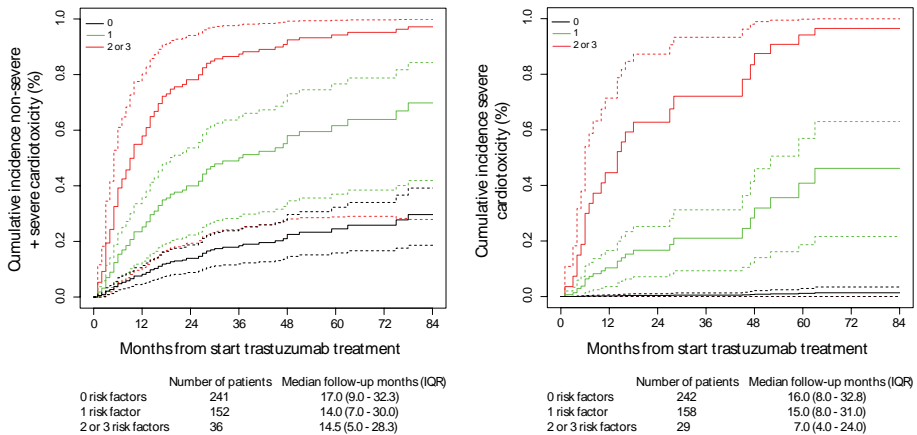 Cumulative incidence non-severe
+ severe cardiotoxicity (%)
0
1
2 or 3
1.0
0.8
0.6
0.4
0.2
0.0
0 12 24 36 48 60 72 84
Months from start trastuzumab treatment
Number of patients Median follow-up months (IQR)
0 risk factors 241 17.0 (9.0 - 32.3)
1 risk factor 152 14.0 (7.0 - 30.0)
2 or 3 risk factors 36 14.5 (5.0 - 28.3)
Cumulative incidence severe
cardiotoxicity (%)
0
1
2 or 3
1.0
0.8
0.6
0.4
0.2
0.0
0 12 24 36 48 60 72 84
Months from start trastuzumab treatment
Number of patients Median follow-up months (IQR)
0 risk factors 242 16.0 (8.0 - 32.8)
1 risk factor 158 15.0 (8.0 - 31.0)
2 or 3 risk factors 29 7.0 (4.0 - 24.0)